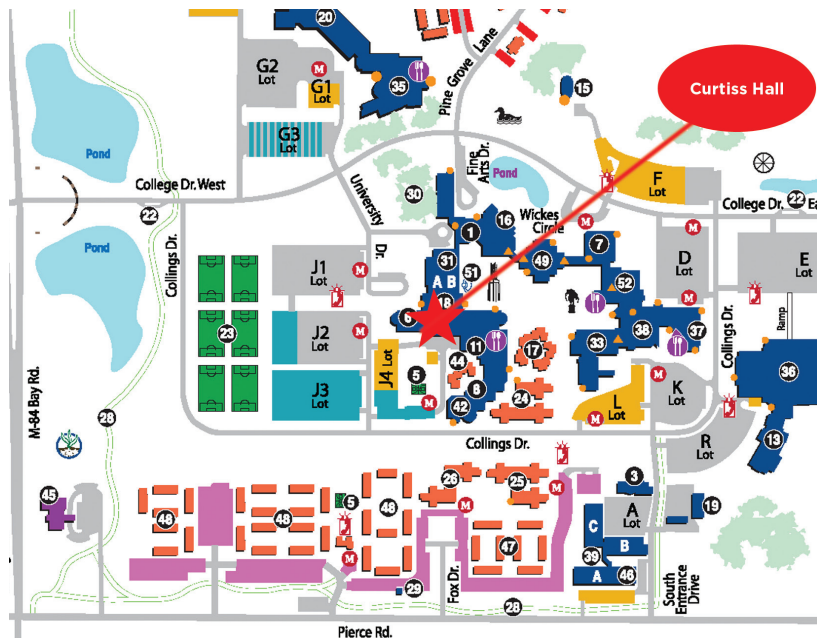 20
G2
Lot
M
G1
Lot
35
Pine Grove Lane
15
Curtiss Hall
G3
Lot
Pond
Fine
Arts Dr.
Pond
F
Lot
College Dr. West
22
University
Dr.
30
16
Wickes
Circle
M
22
College Dr. Ea
1
7
M
Collings Dr.
31
A B
51
49
D
Lot
E
Lot
Pond
J1
Lot
M
52
M
23
6
18
J2
Lot
M
38
37
Collings Dr.
Ramp
11
17
33
36
M-84 Bay Rd.
J4
Lot
5
44
J3
Lot
8
24
M
K
Lot
M
42
L
Lot
M
28
Collings Dr.
R
Lot
13
45
26
25
3
M
48
48
5
48
M
A
Lot
19
C
47
B
39
M
A
46
29
Fox Dr.
28
South
Entrance
Drive
Pierce Rd.